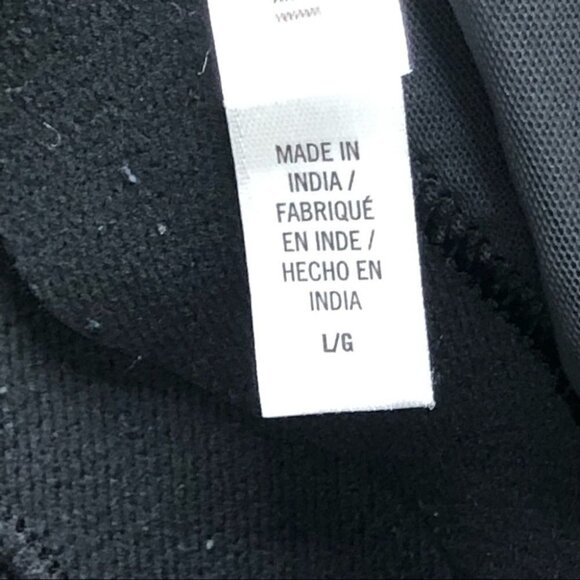 MADE IN
INDIA /
FABRIQUÉ
EN INDE /
HECHO EN
INDIA
L/G